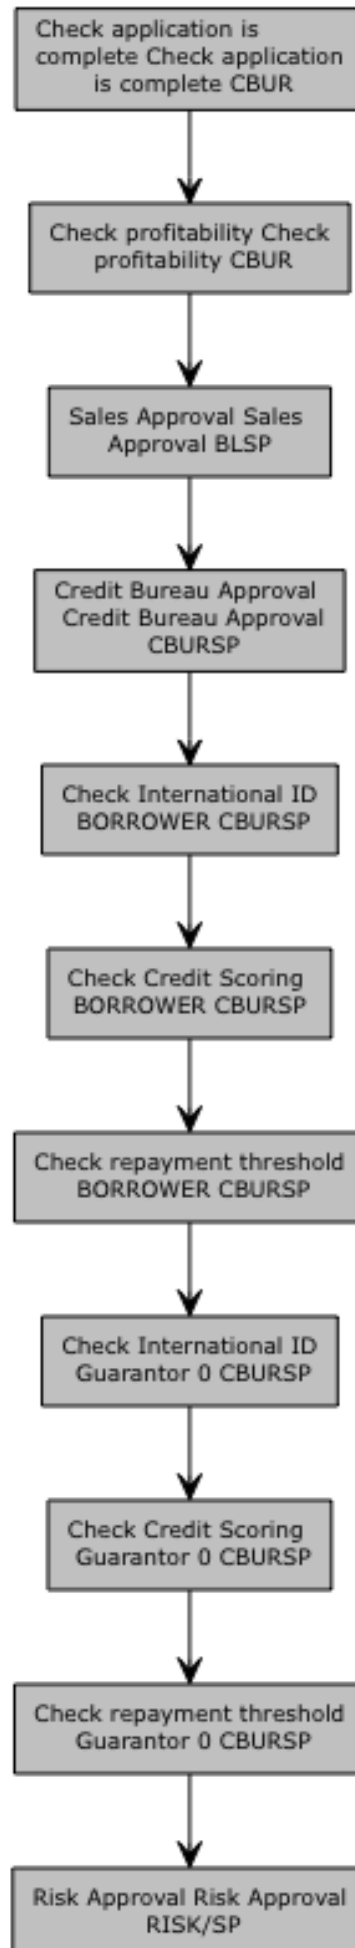 Check application is
complete Check application
is complete CBUR
Check profitability Check
profitability CBUR
Sales Approval Sales
Approval BLSP
Credit Bureau Approval
Credit Bureau Approval
CBURSP
Check International ID
BORROWER CBURSP
Check Credit Scoring
BORROWER CBURSP
Check repayment threshold
BORROWER CBURSP
Check International ID
Guarantor 0 CBURSP
Check Credit Scoring
Guarantor 0 CBURSP
Check repayment threshold
Guarantor 0 CBURSP
Risk Approval Risk Approval
RISK/SP